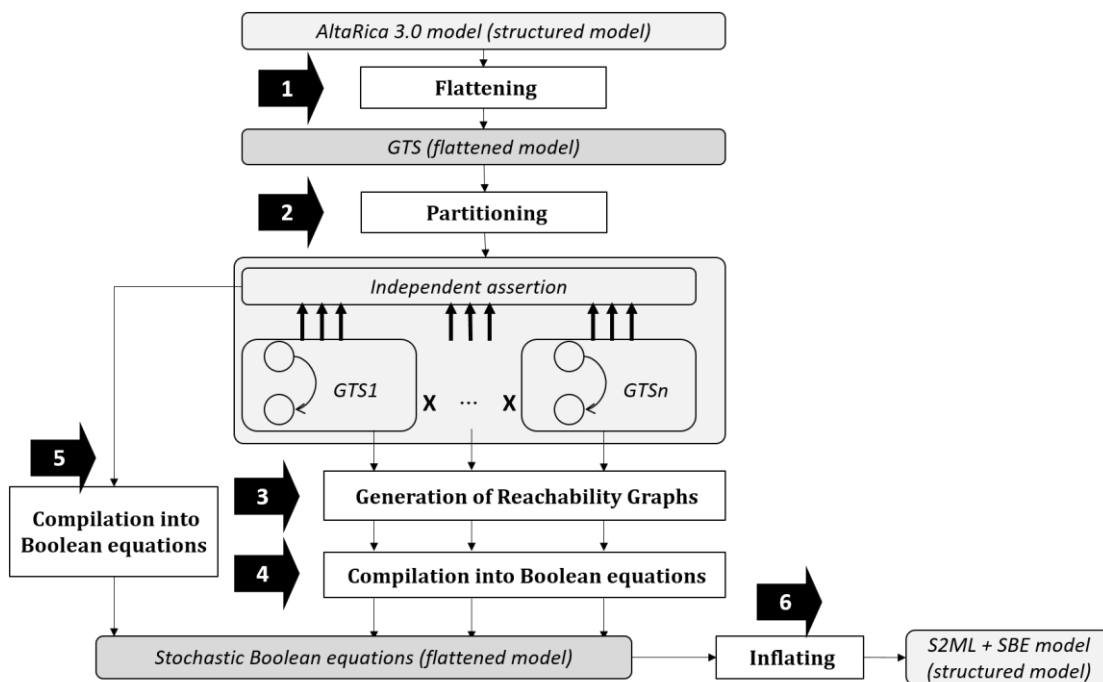 AltaRica 3.0 model (structured model)
1
Flattening
GTS (flattened model)
2
Partitioning
Independent assertion
GTS1
X ... X
GTSn
5
3
Generation of Reachability Graphs
Compilation into
Boolean equations
4
Compilation into Boolean equations
6
Stochastic Boolean equations (flattened model)
Inflating
S2ML + SBE model
(structured model)